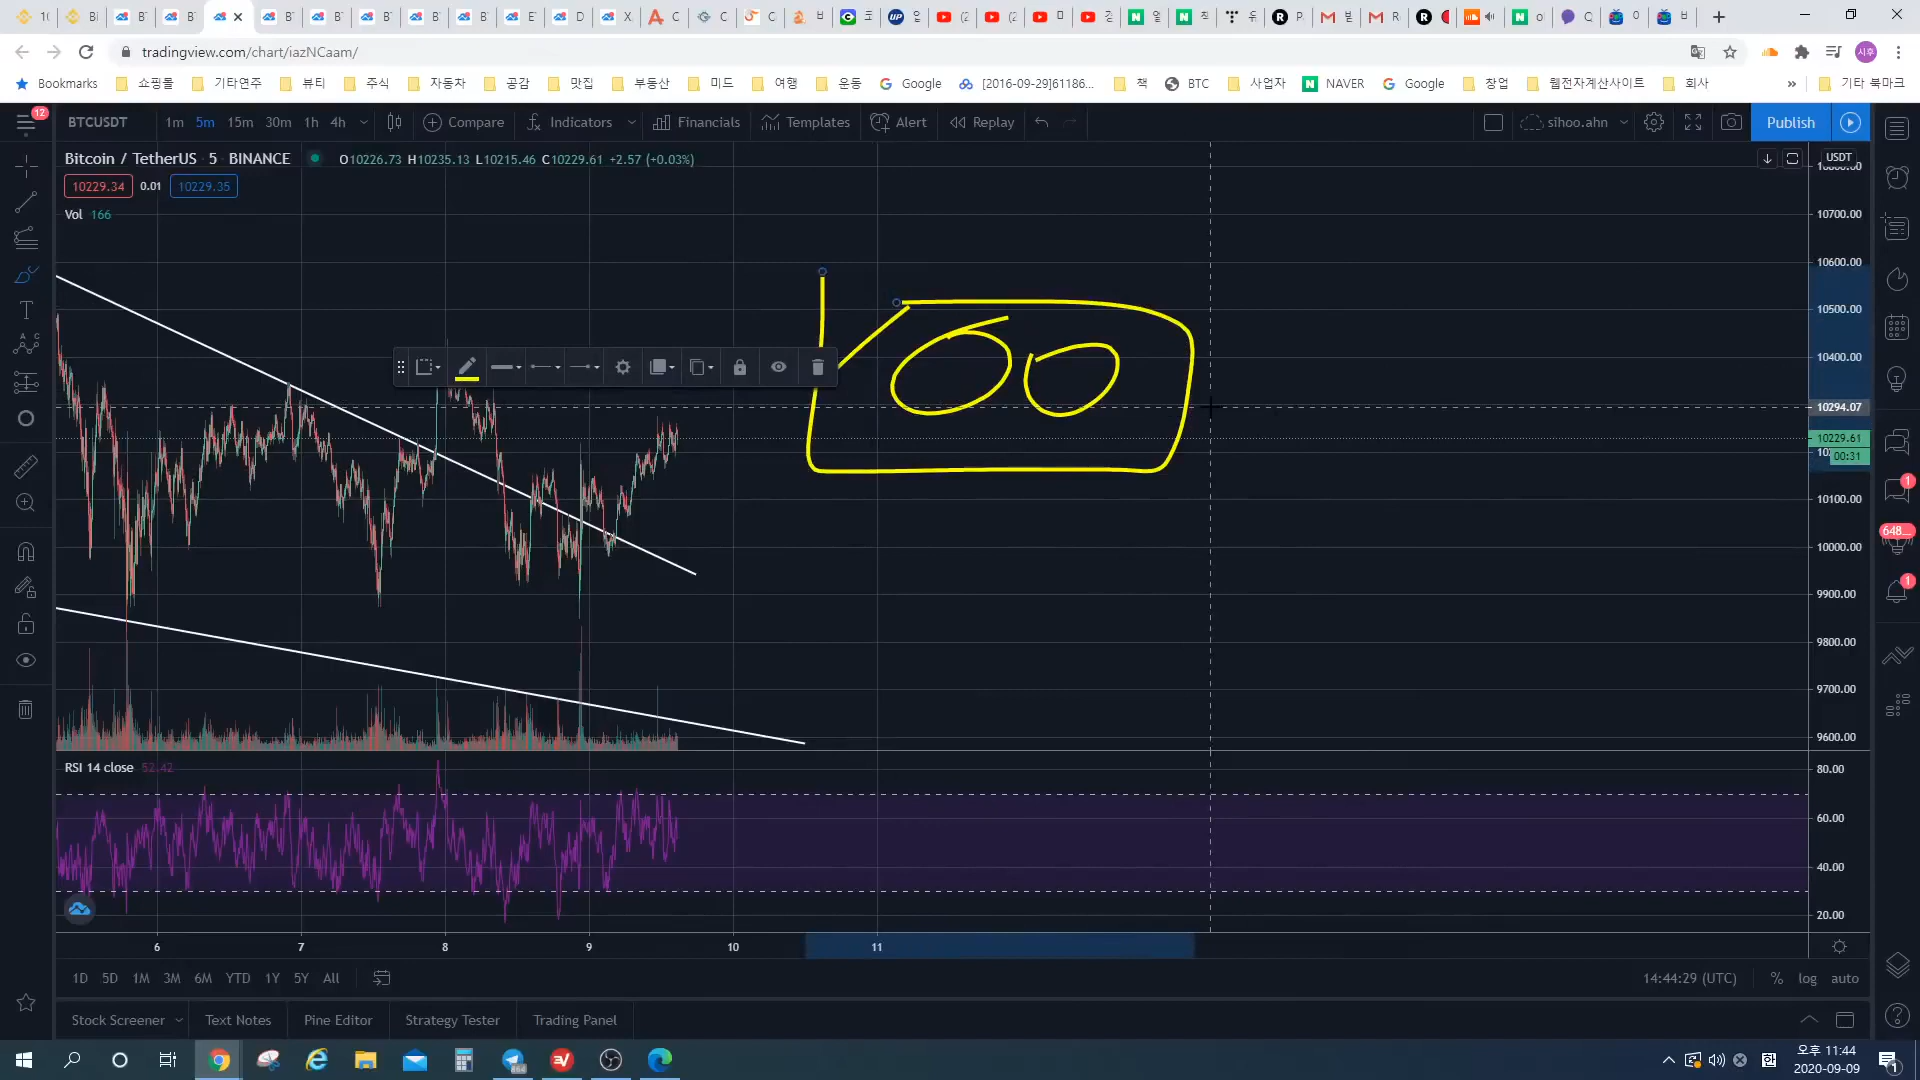 tradingview.com/chart/iazNCaam/
시후
Bookmarks 쇼핑몰 기타연주 뷰티 주식 자동차 공감 맛집 부동산 미드 여행 운동 Google [2016-09-29]61186... 책 BTC 사업자 NAVER Google 창업 웹전자계산사이트 회사 » 기타 북마크
12
BTCUSDT 1m 5m 15m 30m 1h 4h Compare Indicators Financials Templates Alert Replay sihoo.ahn Publish
Bitcoin / TetherUS · 5 · BINANCE O10226.73 H10235.13 L10215.46 C10229.61 +2.57 (+0.03%)
USDT
10229.34 0.01 10229.35
Vol 166
10700.00
10600.00
10500.00
10400.00
10294.07
10229.61
00:31
10100.00
10000.00
9900.00
9800.00
9700.00
9600.00
1
648...
1
RSI 14 close 52.42
80.00
60.00
40.00
20.00
6 7 8 9 10 11
1D 5D 1M 3M 6M YTD 1Y 5Y All
14:44:29 (UTC) % log auto
Stock Screener Text Notes Pine Editor Strategy Tester Trading Panel
오후 11:44
2020-09-09